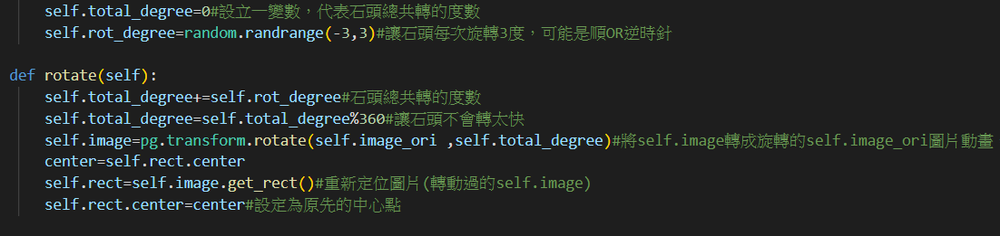 self.total_degree=0#設立一變數，代表石頭總共轉的度數
self.rot_degree=random.randrange(-3,3)#讓石頭每次旋轉3度，可能是順OR逆時針
def rotate(self):
self.total_degree+=self.rot_degree#石頭總共轉的度數
self.total_degree=self.total_degree%360#讓石頭不會轉太快
self.image=pg.transform.rotate(self.image_ori ,self.total_degree)#將self.image轉成旋轉的self.image_ori圖片動畫
center=self.rect.center
self.rect=self.image.get_rect()#重新定位圖片(轉動過的self.image)
self.rect.center=center#設定為原先的中心點